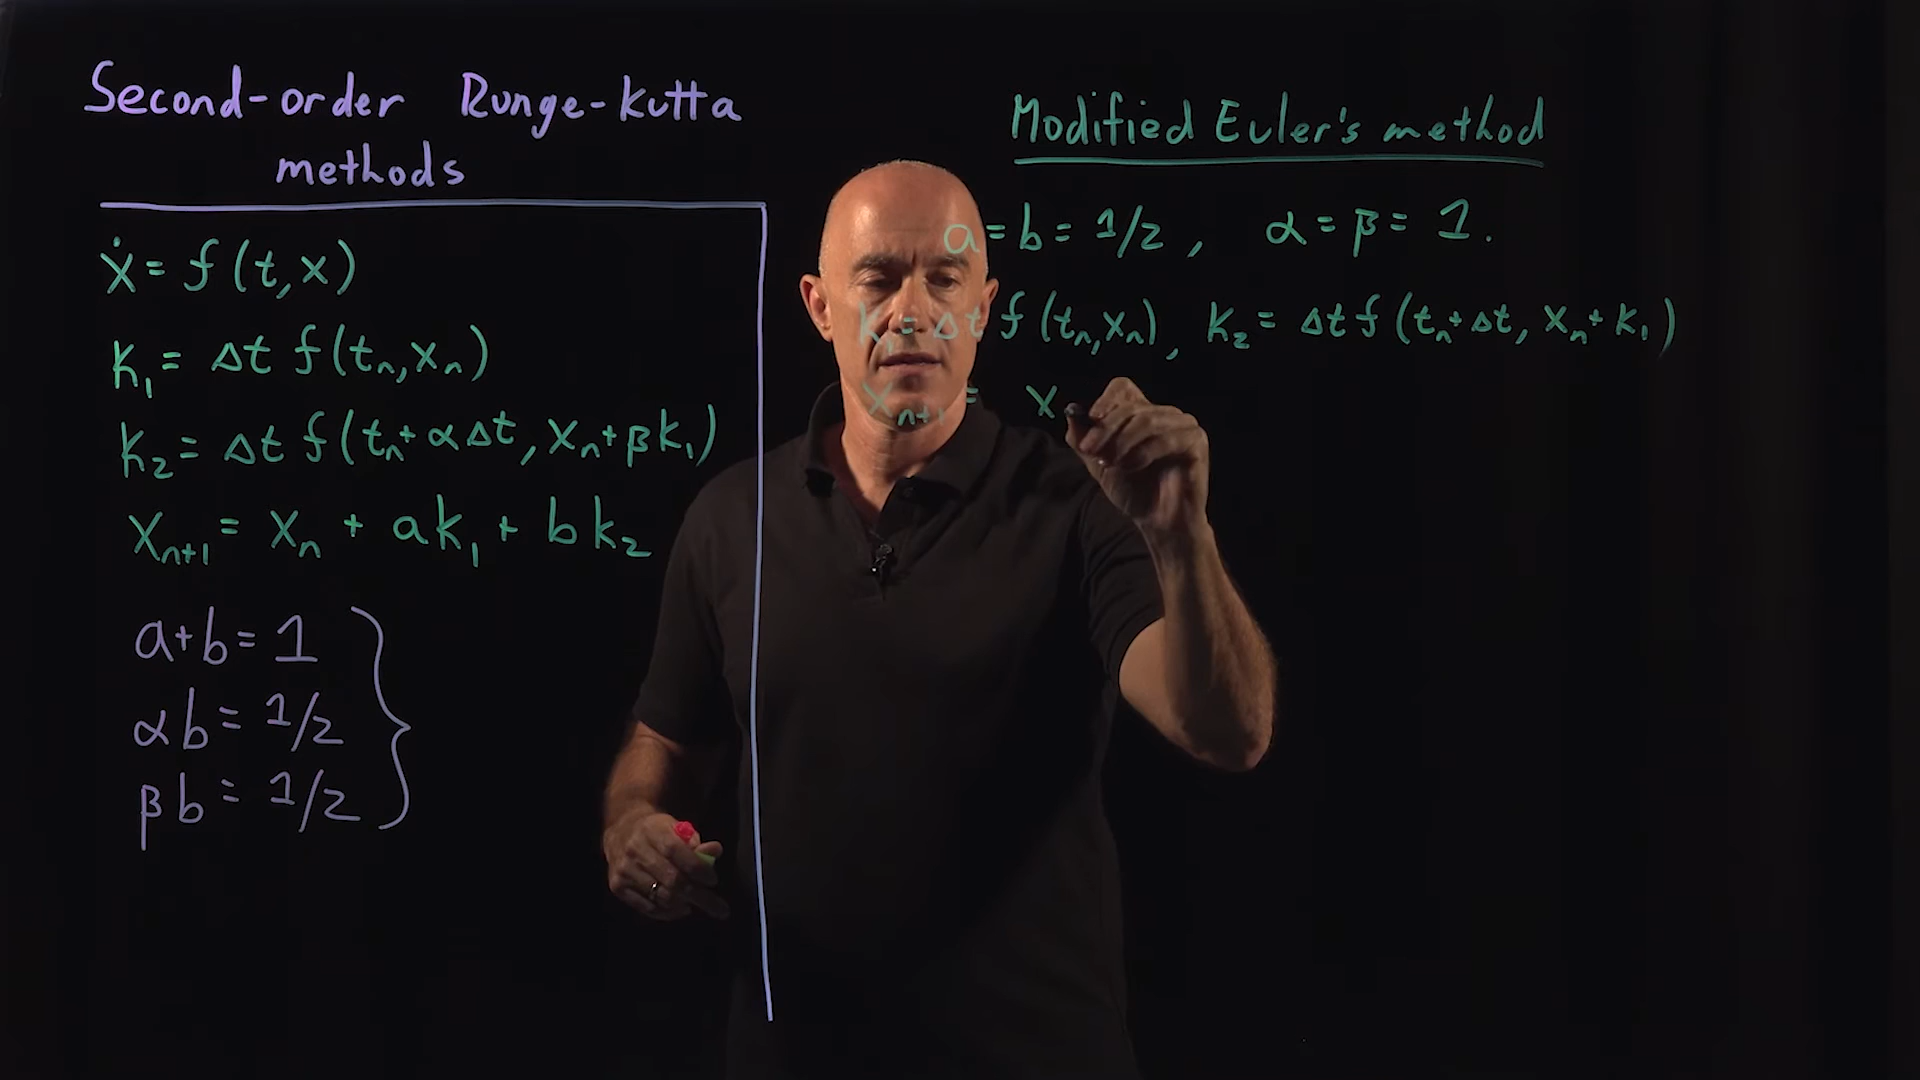 Second-order Runge-Kutta
methods
ẋ = f(t,x)
k₁ = Δt f(tₙ,xₙ)
k₂ = Δt f(tₙ+αΔt, xₙ+βk₁)
xₙ₊₁ = xₙ + ak₁ + bk₂
a+b = 1
αb = 1/2
βb = 1/2
Modified Euler's method
a = b = 1/2, α = β = 1.
k₁ = Δt f(tₙ,xₙ), k₂ = Δt f(tₙ+Δt, xₙ+k₁)
xₙ₊₁ = x